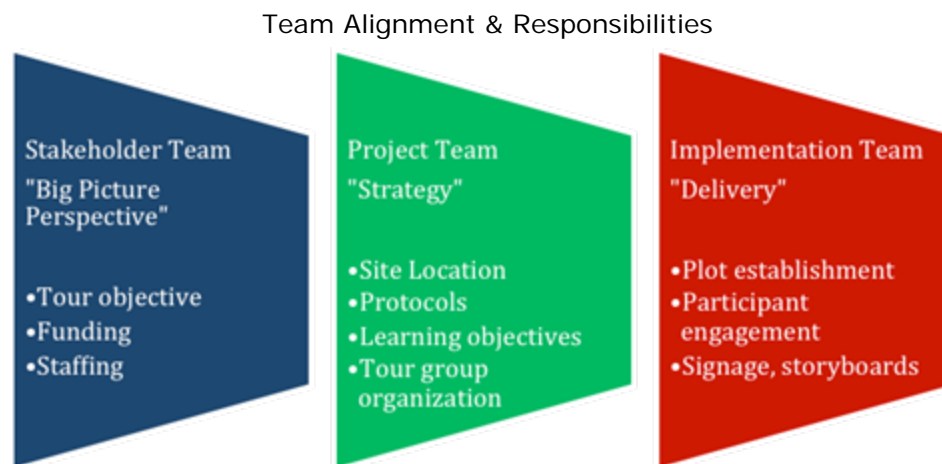 Team Alignment & Responsibilities
Stakeholder Team
"Big Picture
Perspective"
•Tour objective
•Funding
•Staffing
Project Team
"Strategy"
•Site Location
•Protocols
•Learning objectives
•Tour group
organization
Implementation Team
"Delivery"
•Plot establishment
•Participant
engagement
•Signage, storyboards